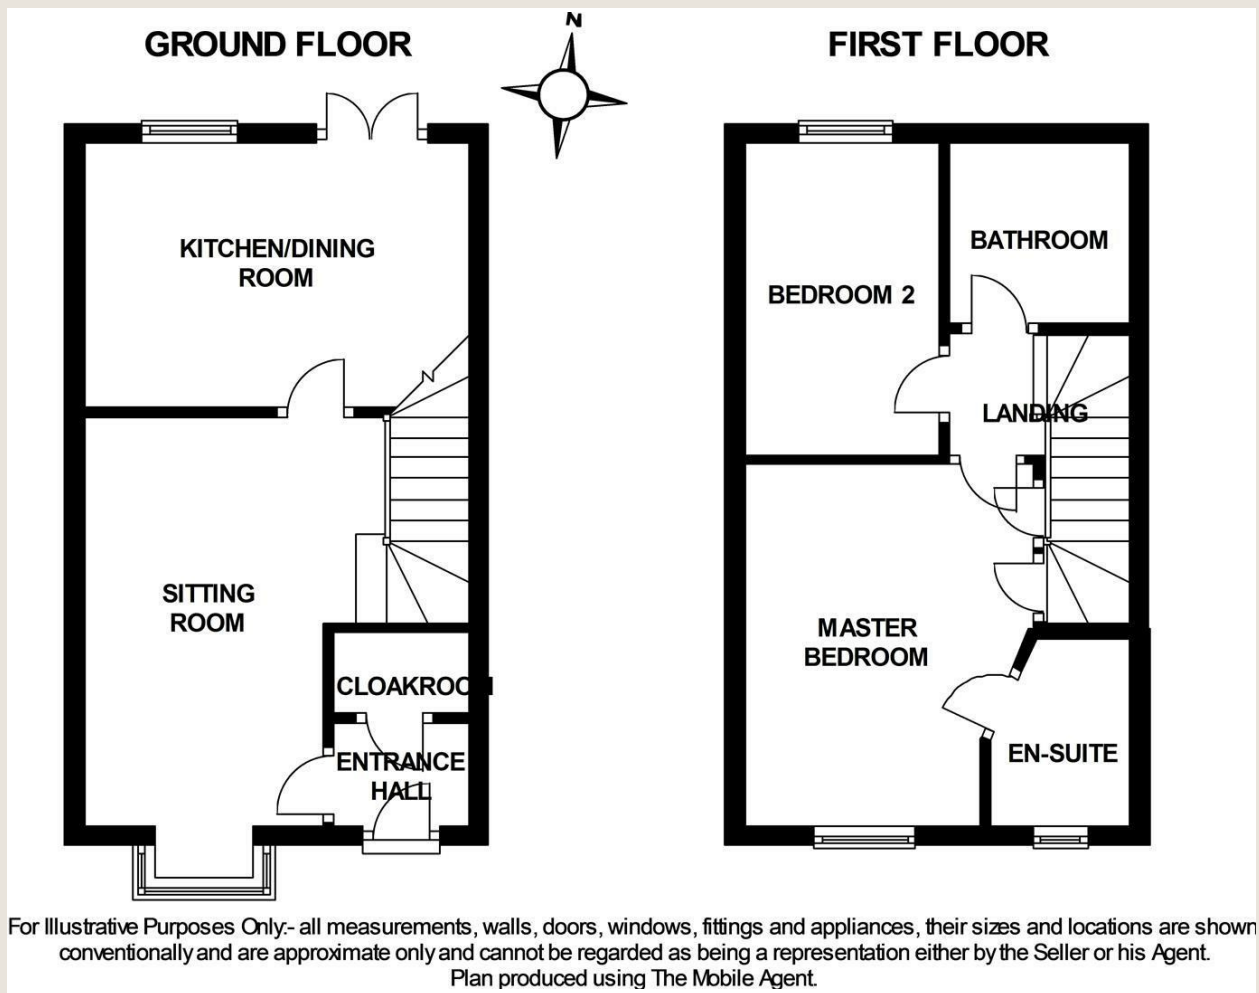 N
GROUND FLOOR
FIRST FLOOR
KITCHEN/DINING
ROOM
SITTING
ROOM
CLOAKROOM
ENTRANCE
HALL
BATHROOM
BEDROOM 2
LANDING
MASTER
BEDROOM
EN-SUITE
For Illustrative Purposes Only:- all measurements, walls, doors, windows, fittings and appliances, their sizes and locations are shown
conventionally and are approximate only and cannot be regarded as being a representation either by the Seller or his Agent.
Plan produced using The Mobile Agent.